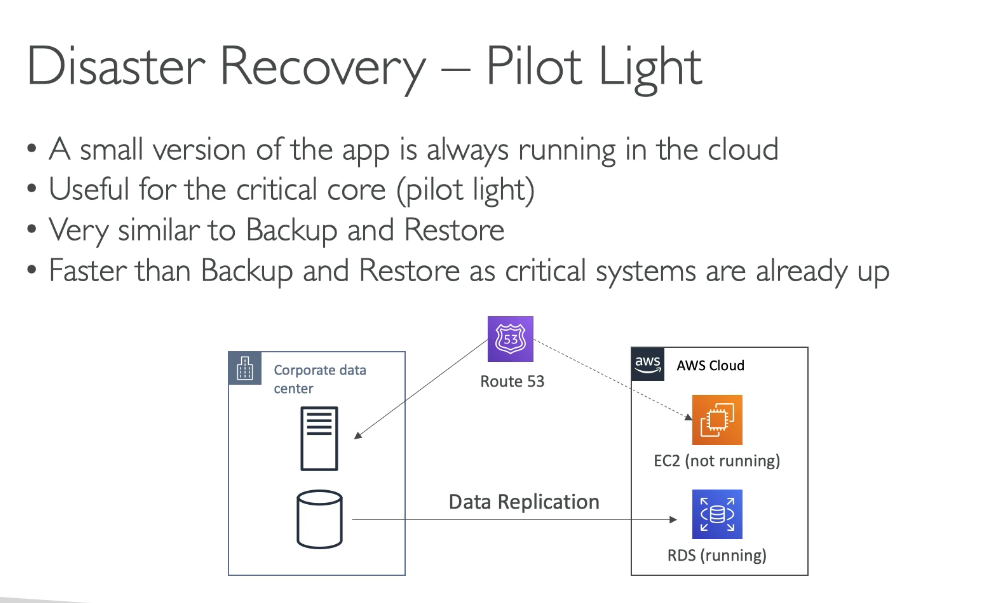 Disaster Recovery – Pilot Light
• A small version of the app is always running in the cloud
• Useful for the critical core (pilot light)
• Very similar to Backup and Restore
• Faster than Backup and Restore as critical systems are already up
53
Route 53
Corporate data
center
aws
AWS Cloud
EC2 (not running)
Data Replication
RDS (running)